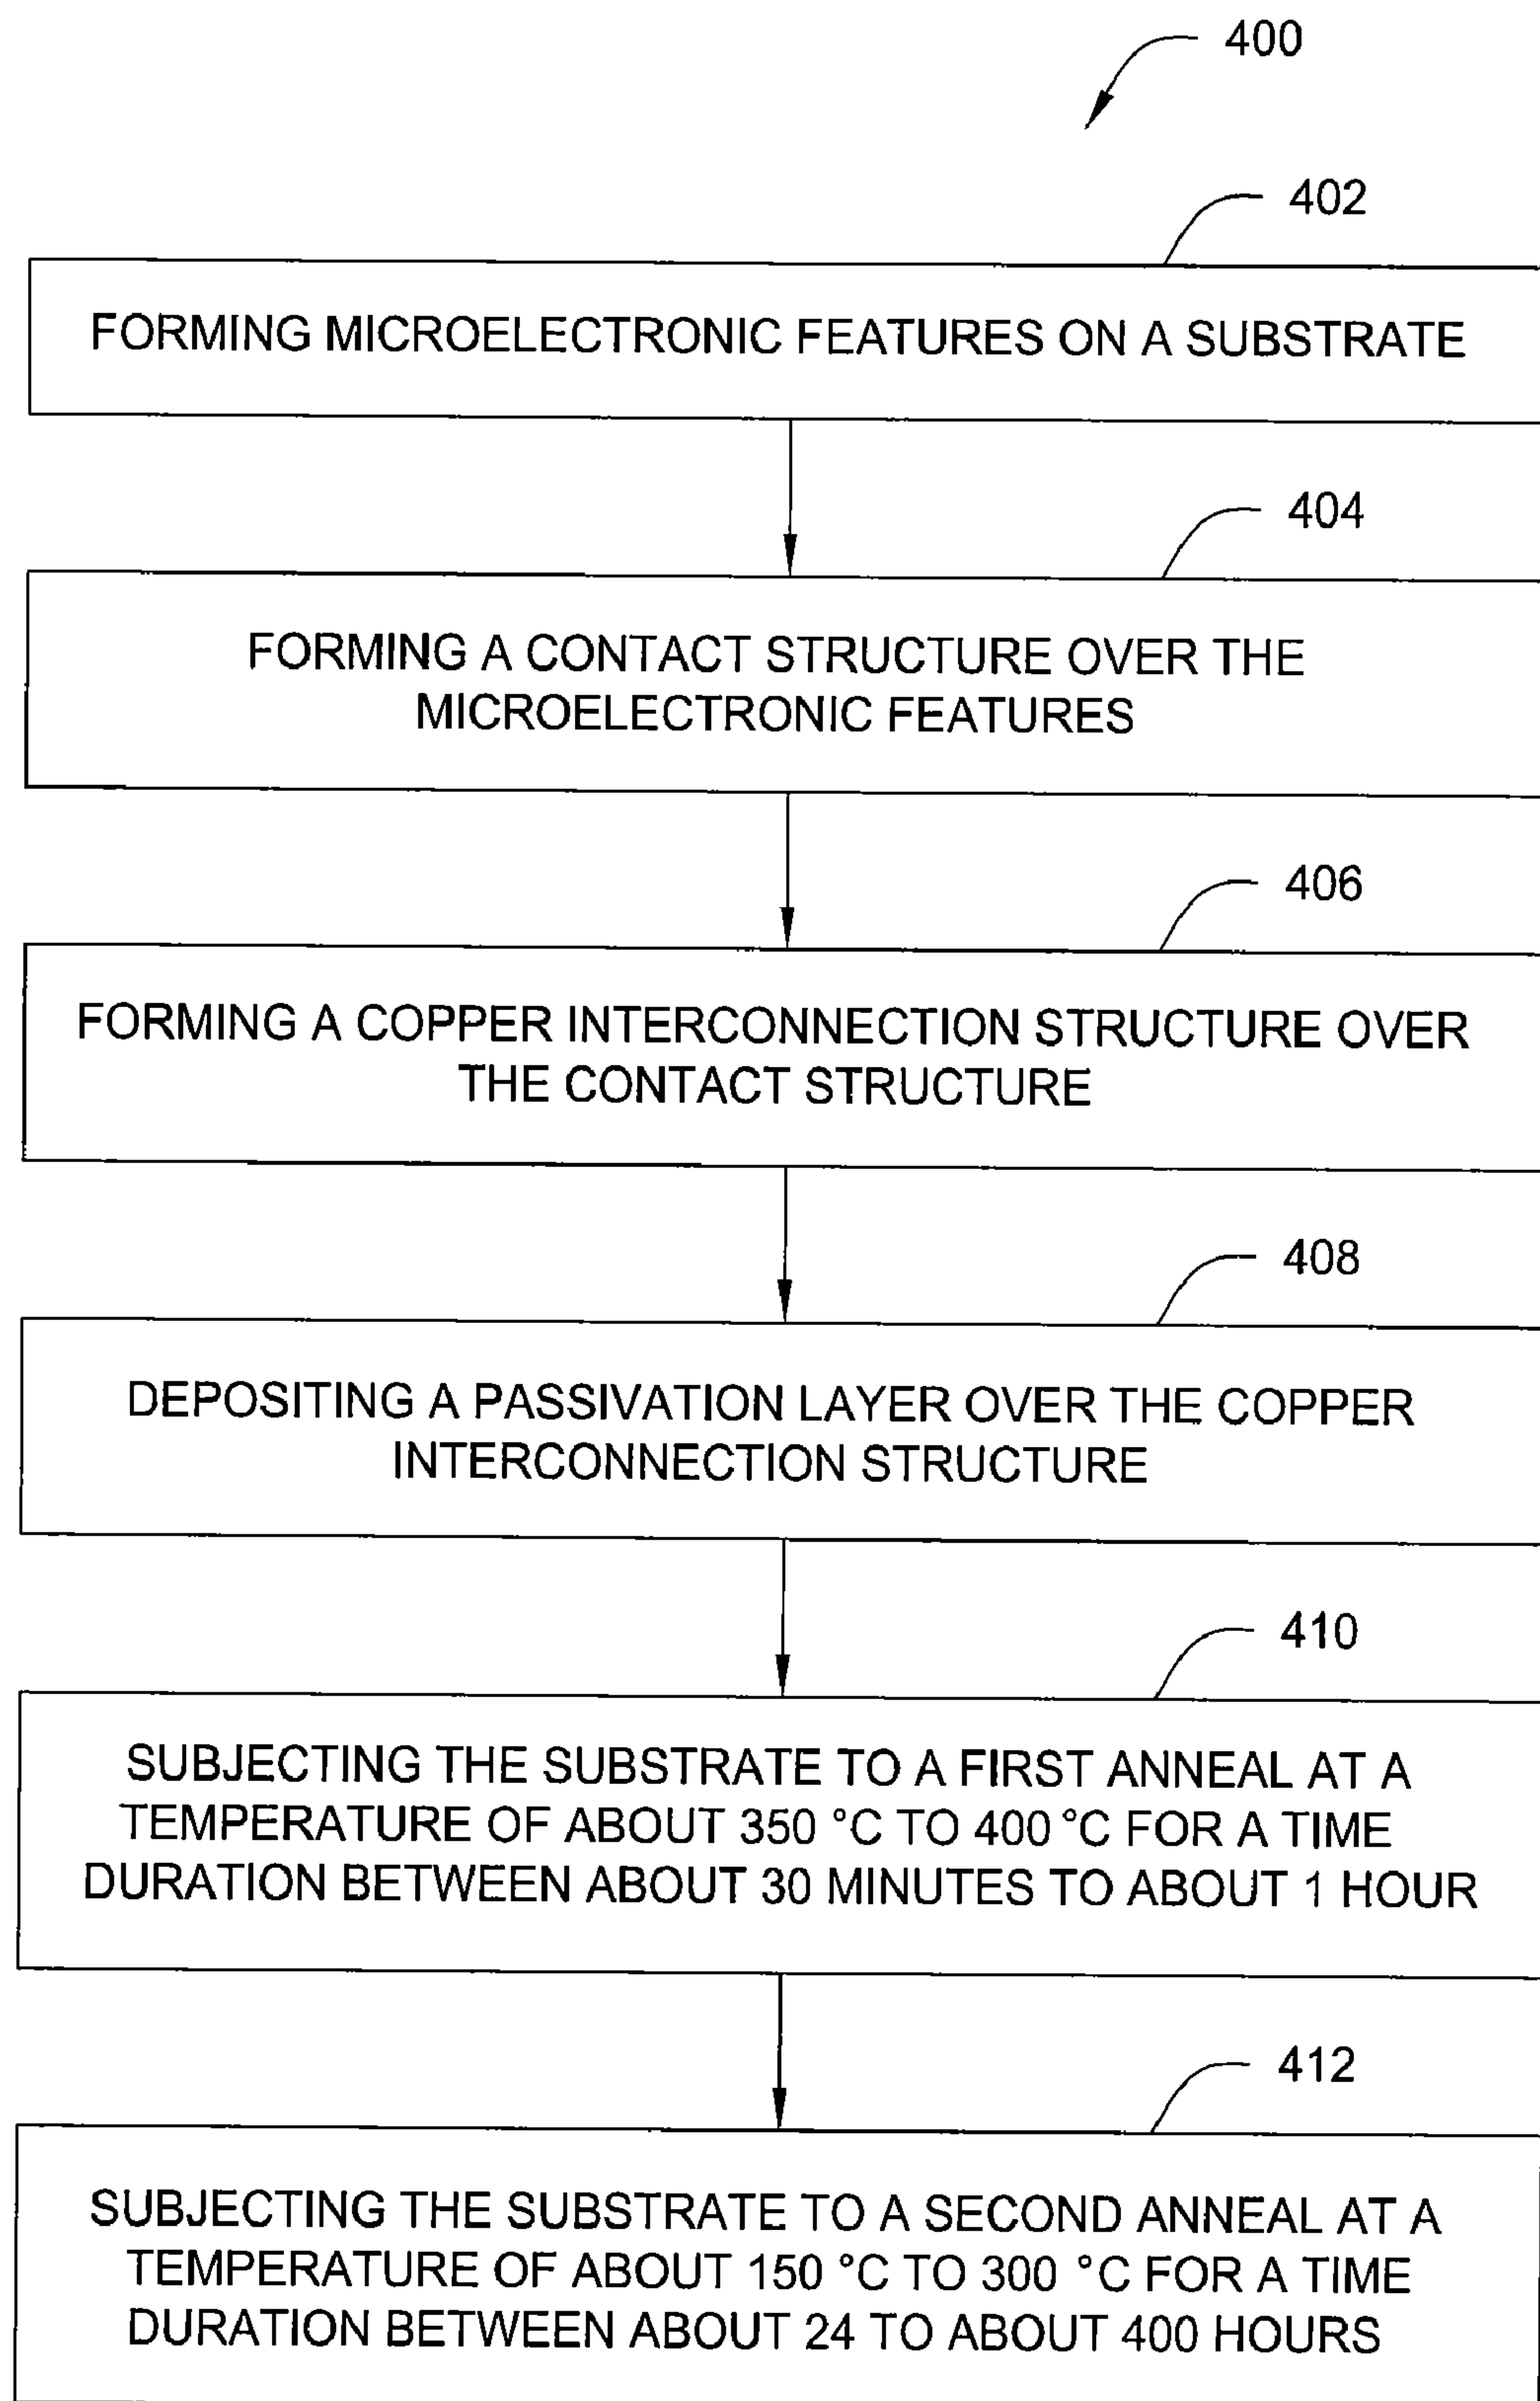 400
402
FORMING MICROELECTRONIC FEATURES ON A SUBSTRATE
404
FORMING A CONTACT STRUCTURE OVER THE
MICROELECTRONIC FEATURES
406
FORMING A COPPER INTERCONNECTION STRUCTURE OVER
THE CONTACT STRUCTURE
408
DEPOSITING A PASSIVATION LAYER OVER THE COPPER
INTERCONNECTION STRUCTURE
410
SUBJECTING THE SUBSTRATE TO A FIRST ANNEAL AT A
TEMPERATURE OF ABOUT 350 °C TO 400 °C FOR A TIME
DURATION BETWEEN ABOUT 30 MINUTES TO ABOUT 1 HOUR
412
SUBJECTING THE SUBSTRATE TO A SECOND ANNEAL AT A
TEMPERATURE OF ABOUT 150 °C TO 300 °C FOR A TIME
DURATION BETWEEN ABOUT 24 TO ABOUT 400 HOURS